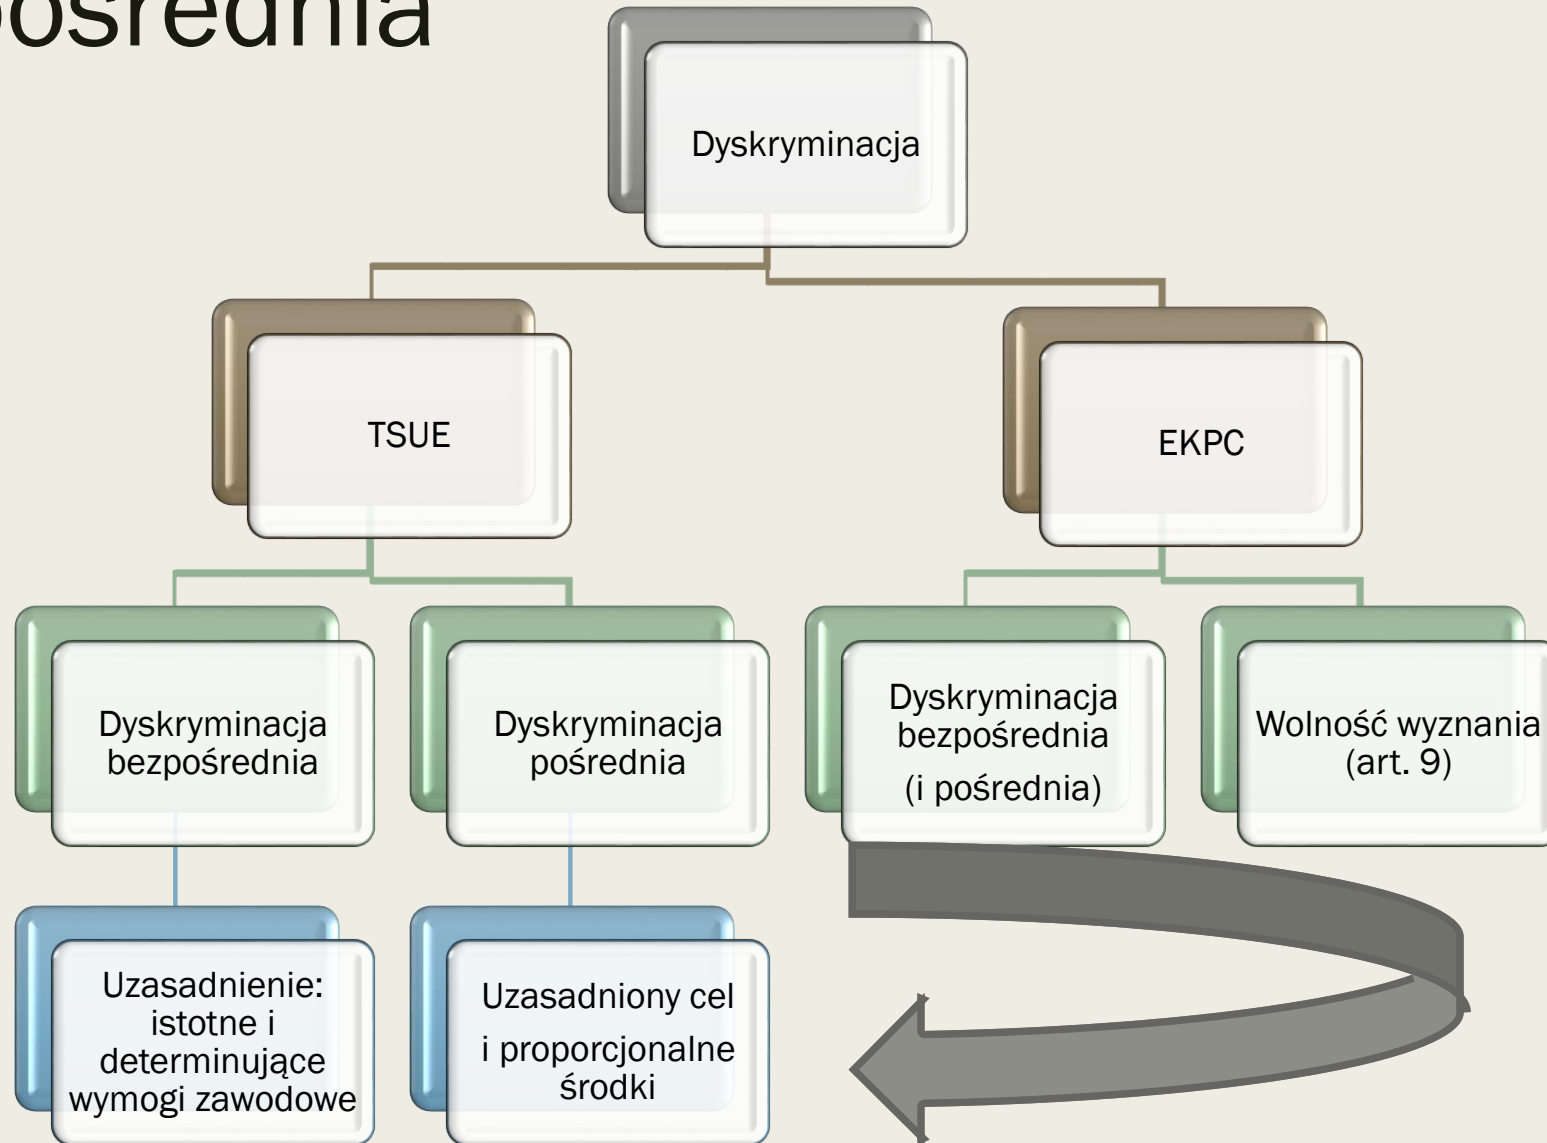 pośrednia
Dyskryminacja
TSUE
EKPC
Dyskryminacja
bezpośrednia
Dyskryminacja
pośrednia
Dyskryminacja
bezpośrednia
(i pośrednia)
Wolność wyznania
(art. 9)
Uzasadnienie:
istotne i
determinujące
wymogi zawodowe
Uzasadniony cel
i proporcjonalne
środki